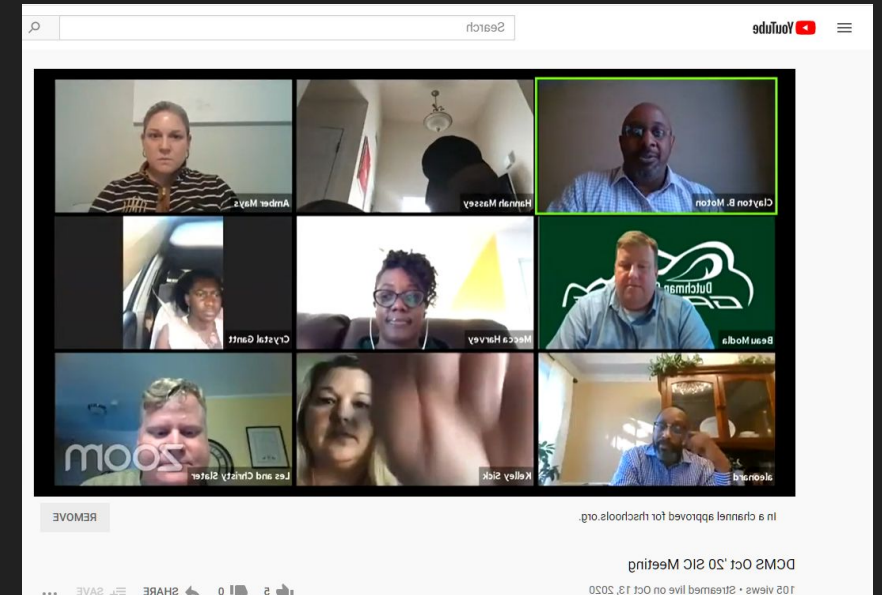 YouTube
Search
Clayton B. Moton
Hannah Massey
Amber Mays
Dutchman
Beau Modla
Mecca Harvey
Crystal Gantt
aleonard
Kelley Sick
Les and Christy Slater
zoom
In a channel approved for rhschools.org.
REMOVE
DCMS Oct '20 SIC Meeting
105 views • Streamed live on Oct 13, 2020
5
0
SHARE
SAVE